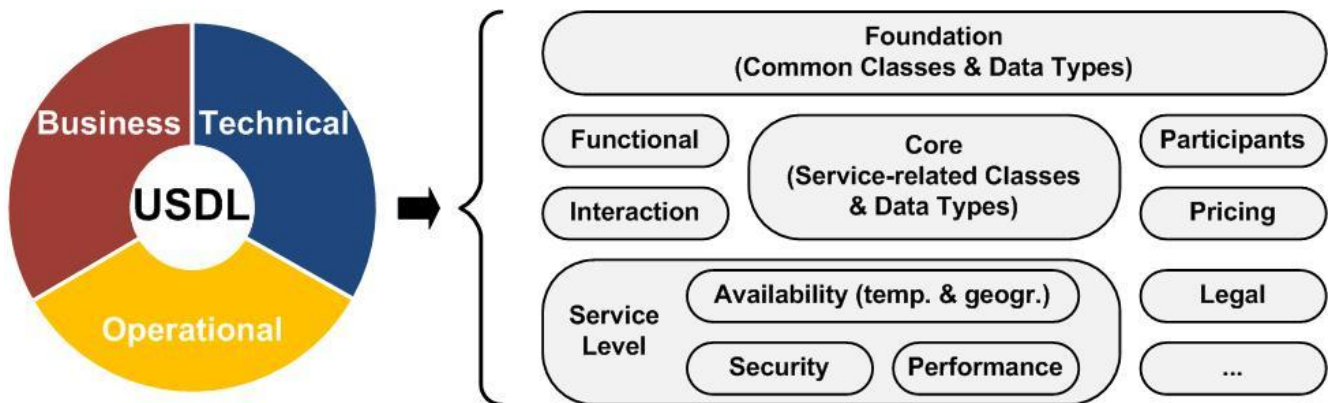 Business
Technical
USDL
Operational
Foundation
(Common Classes & Data Types)
Functional
Interaction
Core
(Service-related Classes
& Data Types)
Participants
Pricing
Service
Level
Availability (temp. & geogr.)
Security
Performance
Legal
...